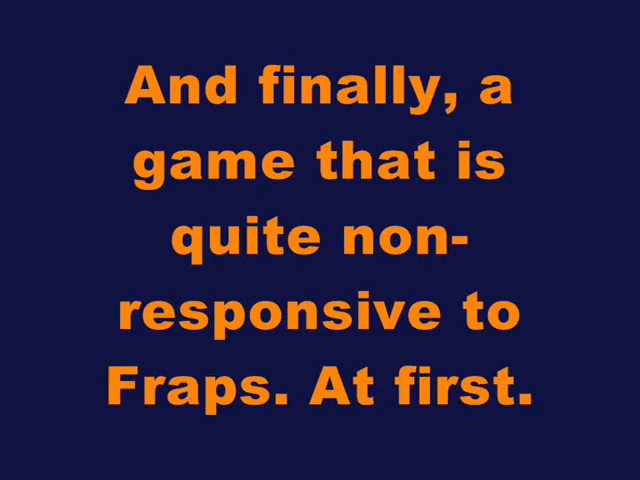 And finally, a
game that is
quite non-
responsive to
Fraps. At first.